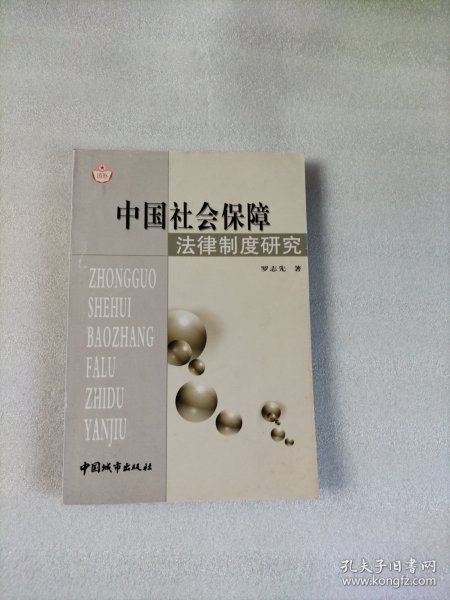 中国社会保障
法律制度研究
罗志先 著
ZHONGGUO
SHEHUI
BAOZHANG
FALU
ZHIDU
YANJIU
中国城市出版社
孔夫子旧书网
www.kongfz.com